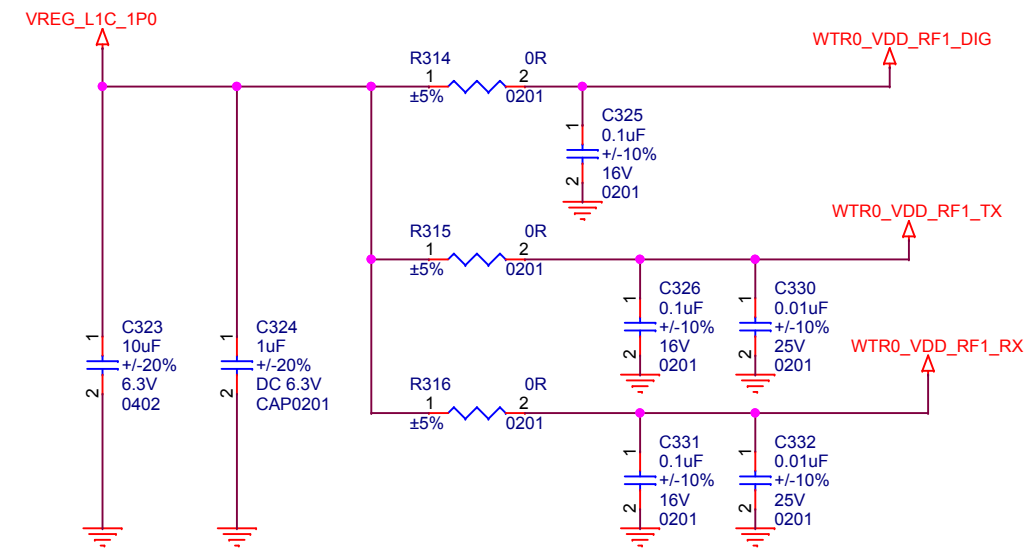 VREG_L1C_1P0
WTR0_VDD_RF1_DIG
R314 0R
1 2
±5% 0201
1
C325
0.1uF
+/-10%
16V
2
0201
WTR0_VDD_RF1_TX
R315 0R
1 2
±5% 0201
1
C326
0.1uF
+/-10%
16V
2
0201
1
C330
0.01uF
+/-10%
25V
2
0201
WTR0_VDD_RF1_RX
1
C323
10uF
+/-20%
6.3V
2
0402
1
C324
1uF
+/-20%
DC 6.3V
2
CAP0201
R316 0R
1 2
±5% 0201
1
C331
0.1uF
+/-10%
16V
2
0201
1
C332
0.01uF
+/-10%
25V
2
0201